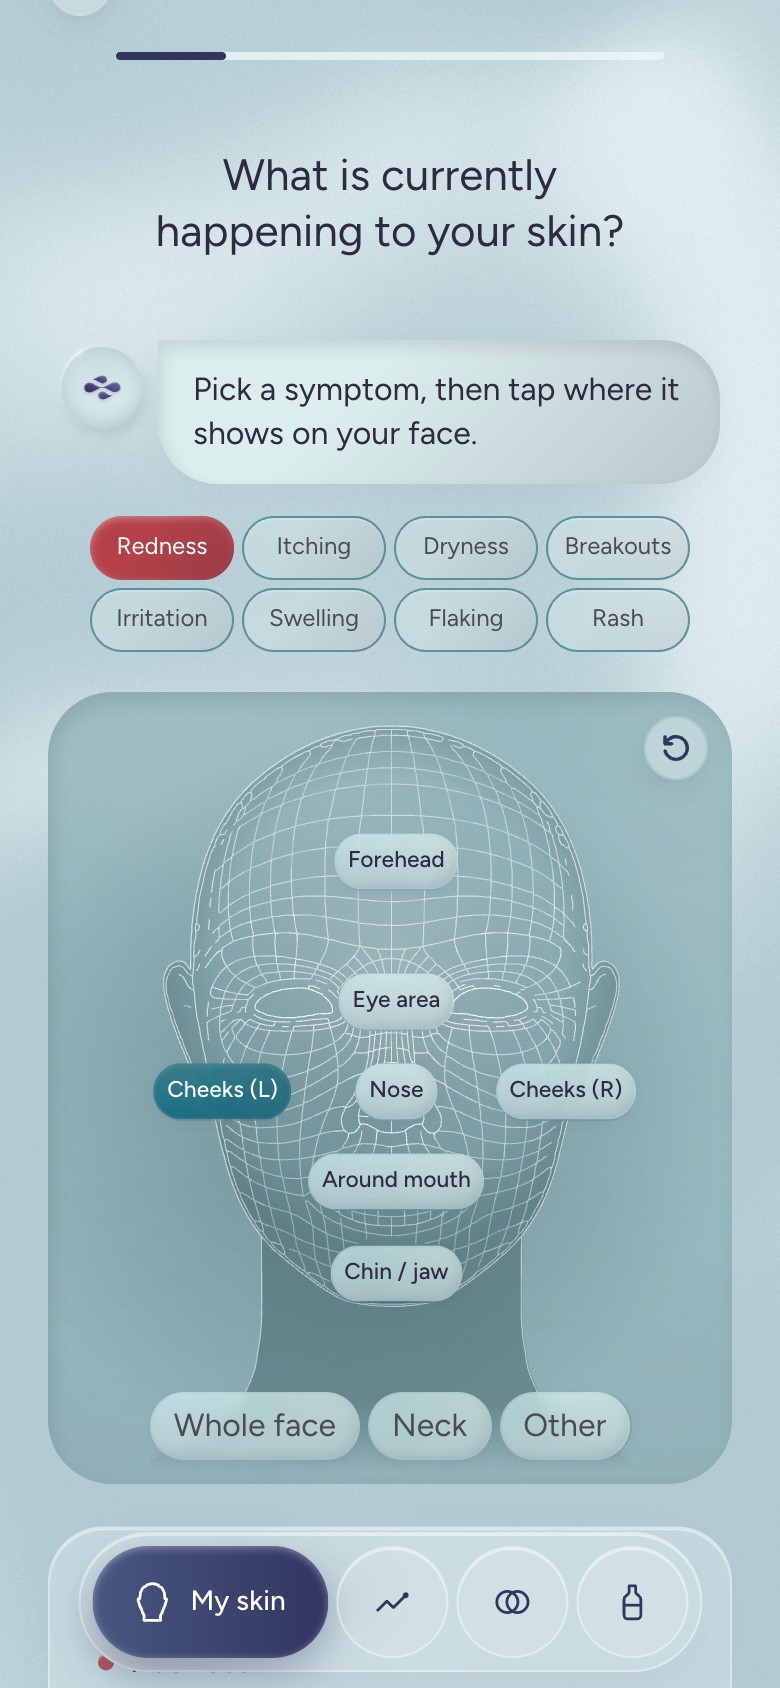 What is currently
happening to your skin?
Pick a symptom, then tap where it
shows on your face.
Redness
Itching
Dryness
Breakouts
Irritation
Swelling
Flaking
Rash
Forehead
Eye area
Cheeks (L)
Nose
Cheeks (R)
Around mouth
Chin / jaw
Whole face
Neck
Other
My skin